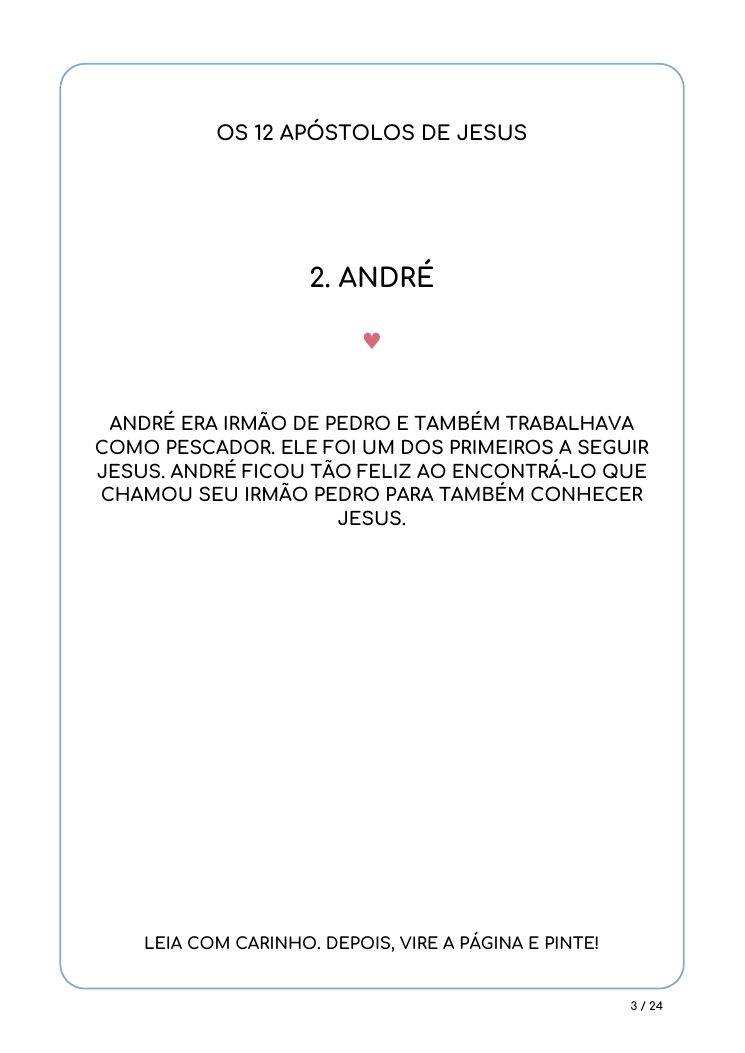 OS 12 APÓSTOLOS DE JESUS
2. ANDRÉ
ANDRÉ ERA IRMÃO DE PEDRO E TAMBÉM TRABALHAVA
COMO PESCADOR. ELE FOI UM DOS PRIMEIROS A SEGUIR
JESUS. ANDRÉ FICOU TÃO FELIZ AO ENCONTRÁ-LO QUE
CHAMOU SEU IRMÃO PEDRO PARA TAMBÉM CONHECER
JESUS.
LEIA COM CARINHO. DEPOIS, VIRE A PÁGINA E PINTE!
3 / 24